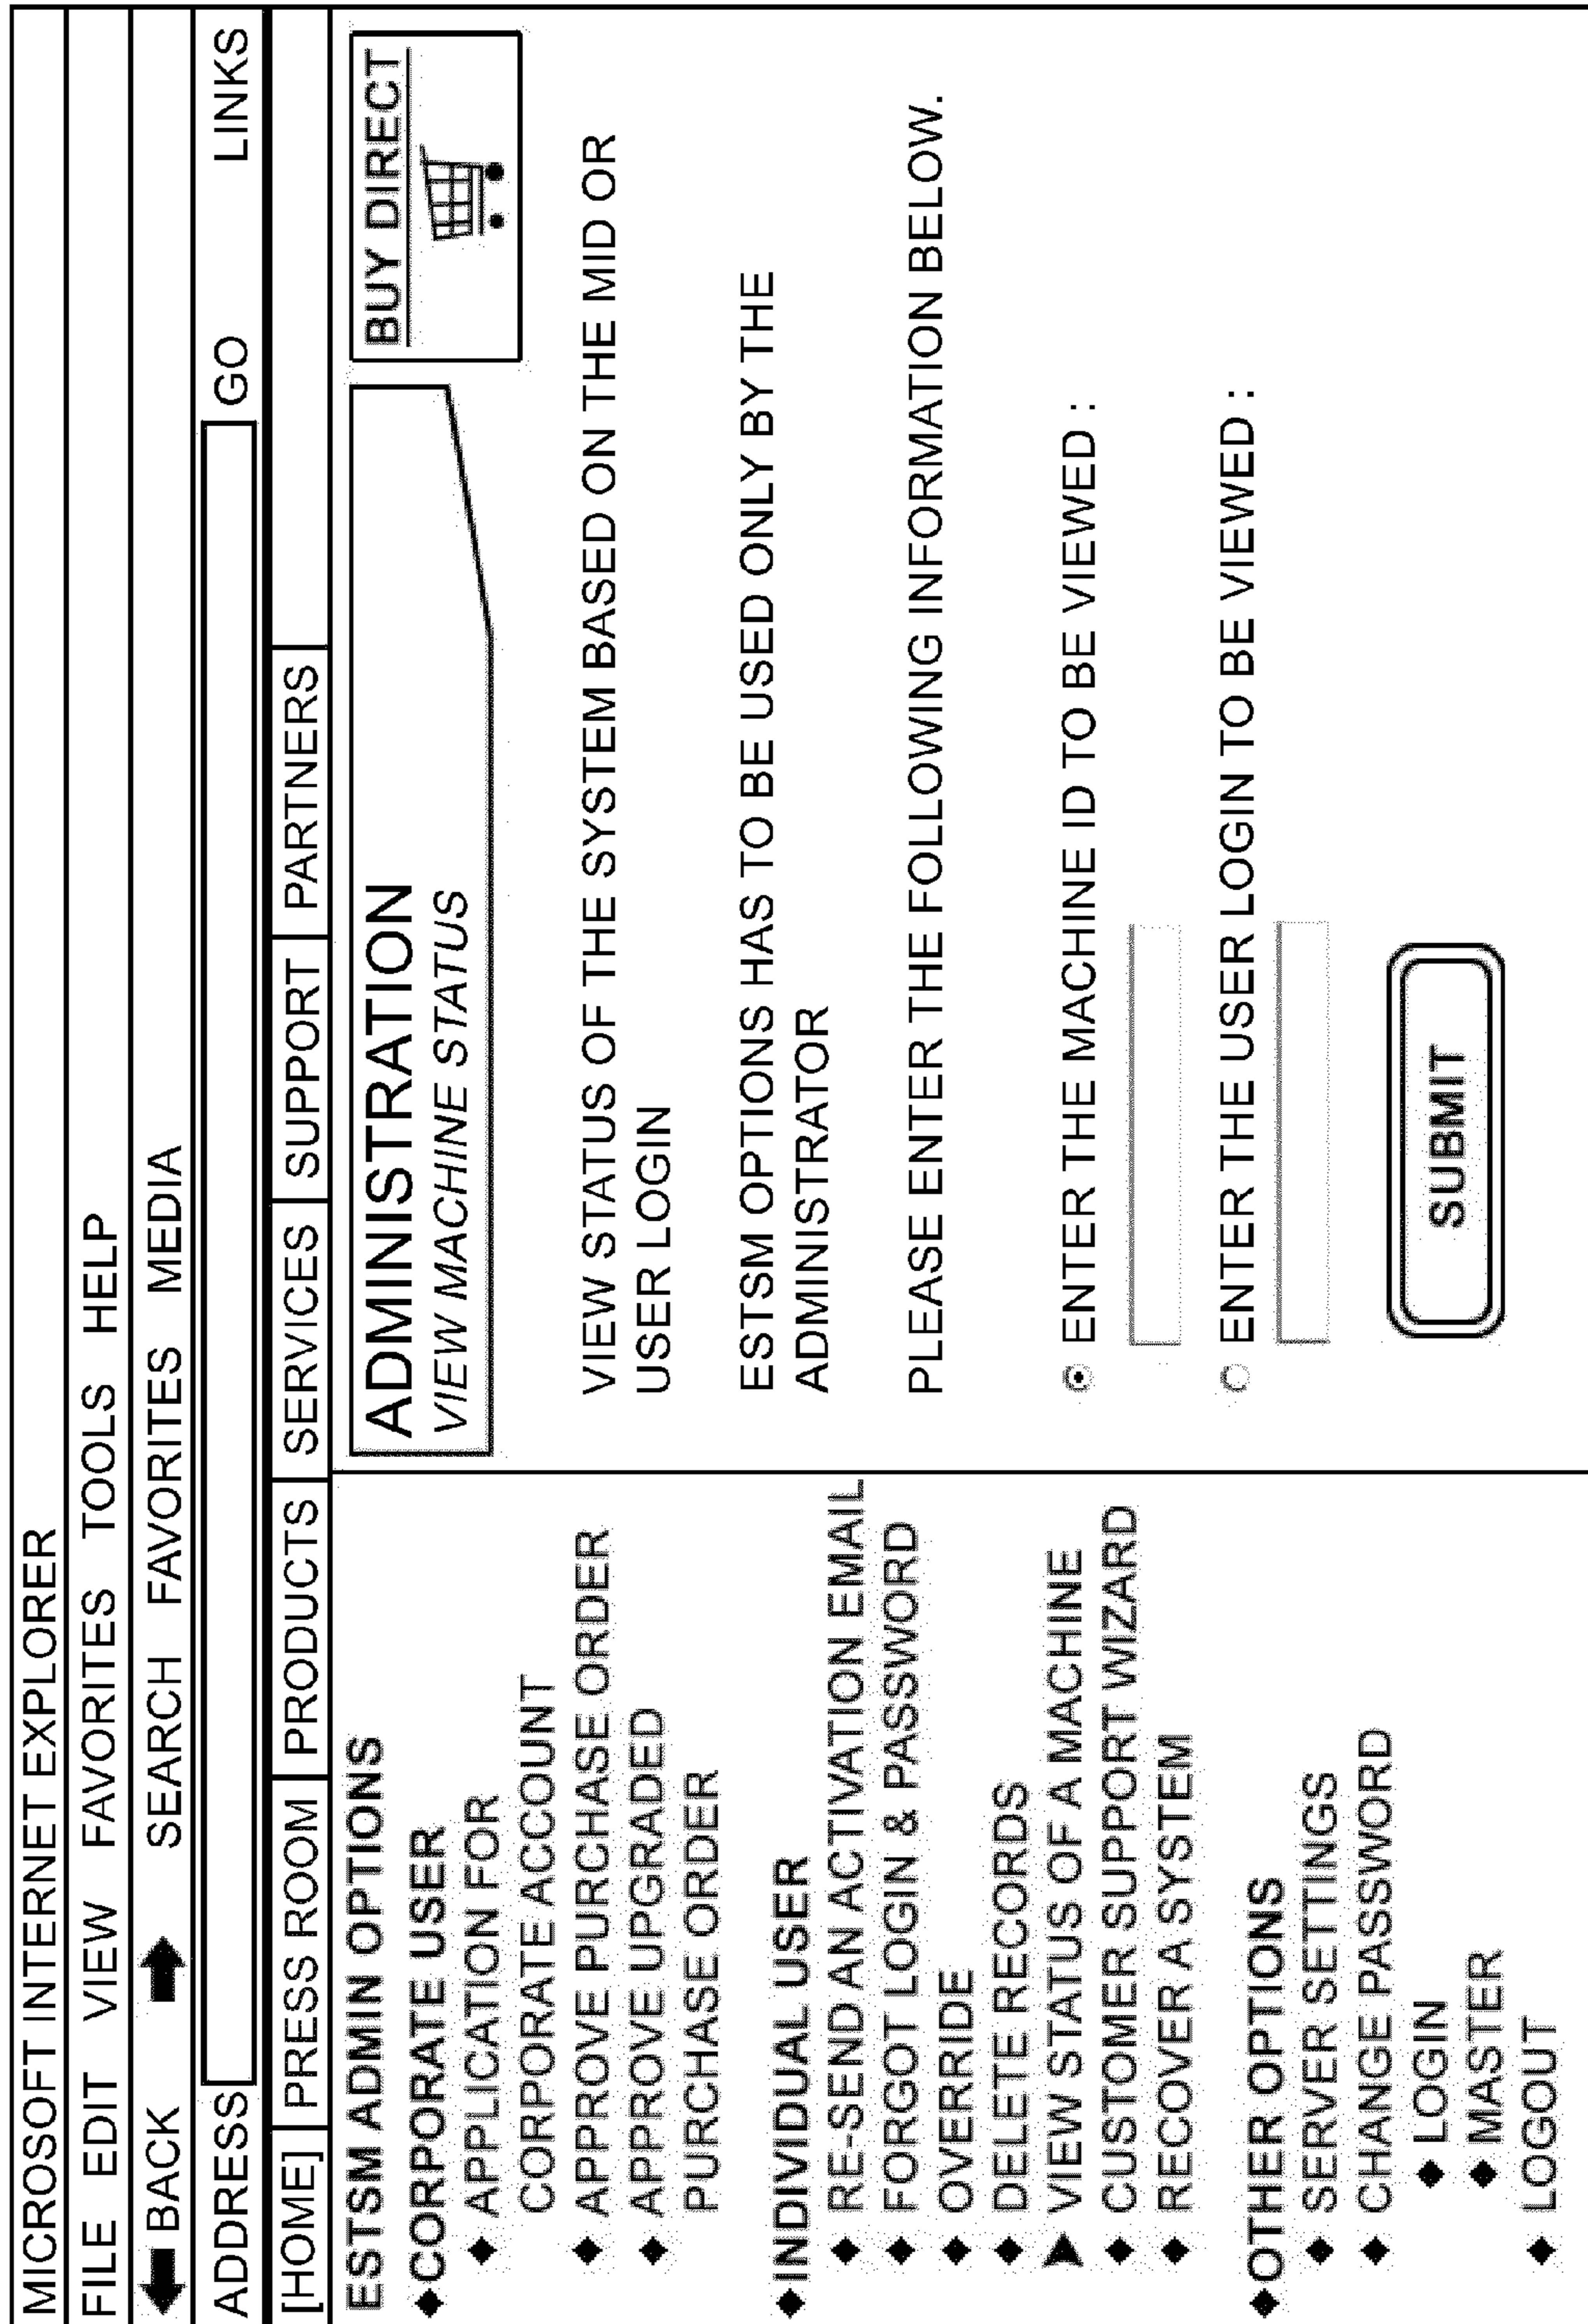 MICROSOFT INTERNET EXPLORER
FILE EDIT VIEW FAVORITES TOOLS HELP
BACK SEARCH FAVORITES MEDIA
ADDRESS GO LINKS
[HOME] PRESS ROOM PRODUCTS SERVICES SUPPORT PARTNERS
ESTSM ADMIN OPTIONS
CORPORATE USER
APPLICATION FOR
CORPORATE ACCOUNT
APPROVE PURCHASE ORDER
APPROVE UPGRADED
PURCHASE ORDER
INDIVIDUAL USER
RE-SEND AN ACTIVATION EMAIL
FORGOT LOGIN & PASSWORD
OVERRIDE
DELETE RECORDS
VIEW STATUS OF A MACHINE
CUSTOMER SUPPORT WIZARD
RECOVER A SYSTEM
OTHER OPTIONS
SERVER SETTINGS
CHANGE PASSWORD
LOGIN
MASTER
LOGOUT
ADMINISTRATION
VIEW MACHINE STATUS
BUY DIRECT
VIEW STATUS OF THE SYSTEM BASED ON THE MID OR
USER LOGIN
ESTSM OPTIONS HAS TO BE USED ONLY BY THE
ADMINISTRATOR
PLEASE ENTER THE FOLLOWING INFORMATION BELOW.
ENTER THE MACHINE ID TO BE VIEWED :
ENTER THE USER LOGIN TO BE VIEWED :
SUBMIT